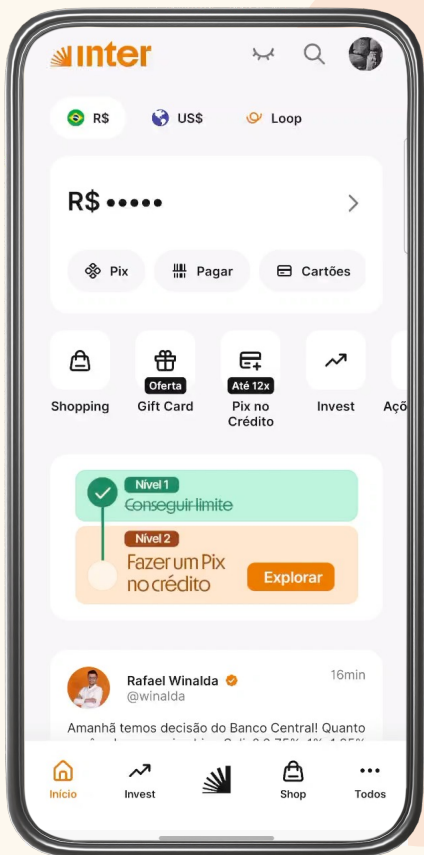 inter
R$
US$
Loop
R$ •••••
Pix
Pagar
Cartões
Oferta
Até 12x
Shopping
Gift Card
Pix no
Crédito
Invest
Açõ
Nível 1
Conseguir limite
Nível 2
Fazer um Pix
no crédito
Explorar
Rafael Winalda
16min
@winalda
Amanhã temos decisão do Banco Central! Quanto
Início
Invest
Shop
Todos